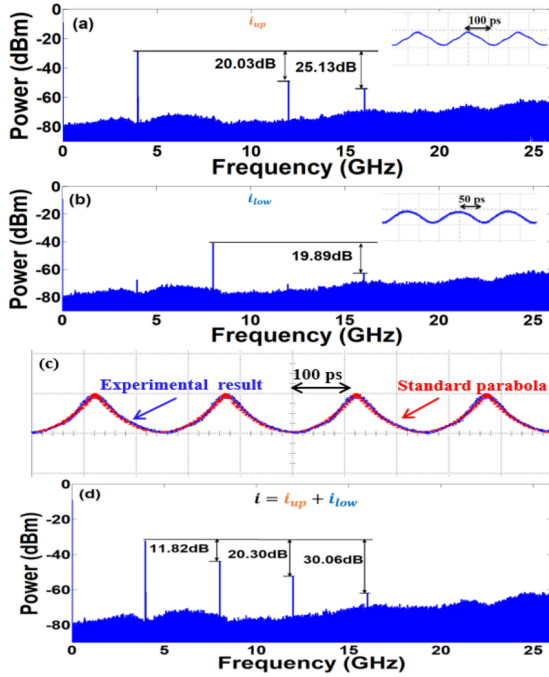 (a)
i_up
100 ps
20.03dB
25.13dB
Power (dBm)
0
-20
-40
-60
-80
0
5
10
15
20
25
Frequency (GHz)
(b)
i_low
50 ps
19.89dB
Power (dBm)
0
-20
-40
-60
-80
0
5
10
15
20
25
Frequency (GHz)
(c)
100 ps
Experimental result
Standard parabola
(d)
i = i_up + i_low
11.82dB
20.30dB
30.06dB
Power (dBm)
0
-20
-40
-60
-80
0
5
10
15
20
25
Frequency (GHz)